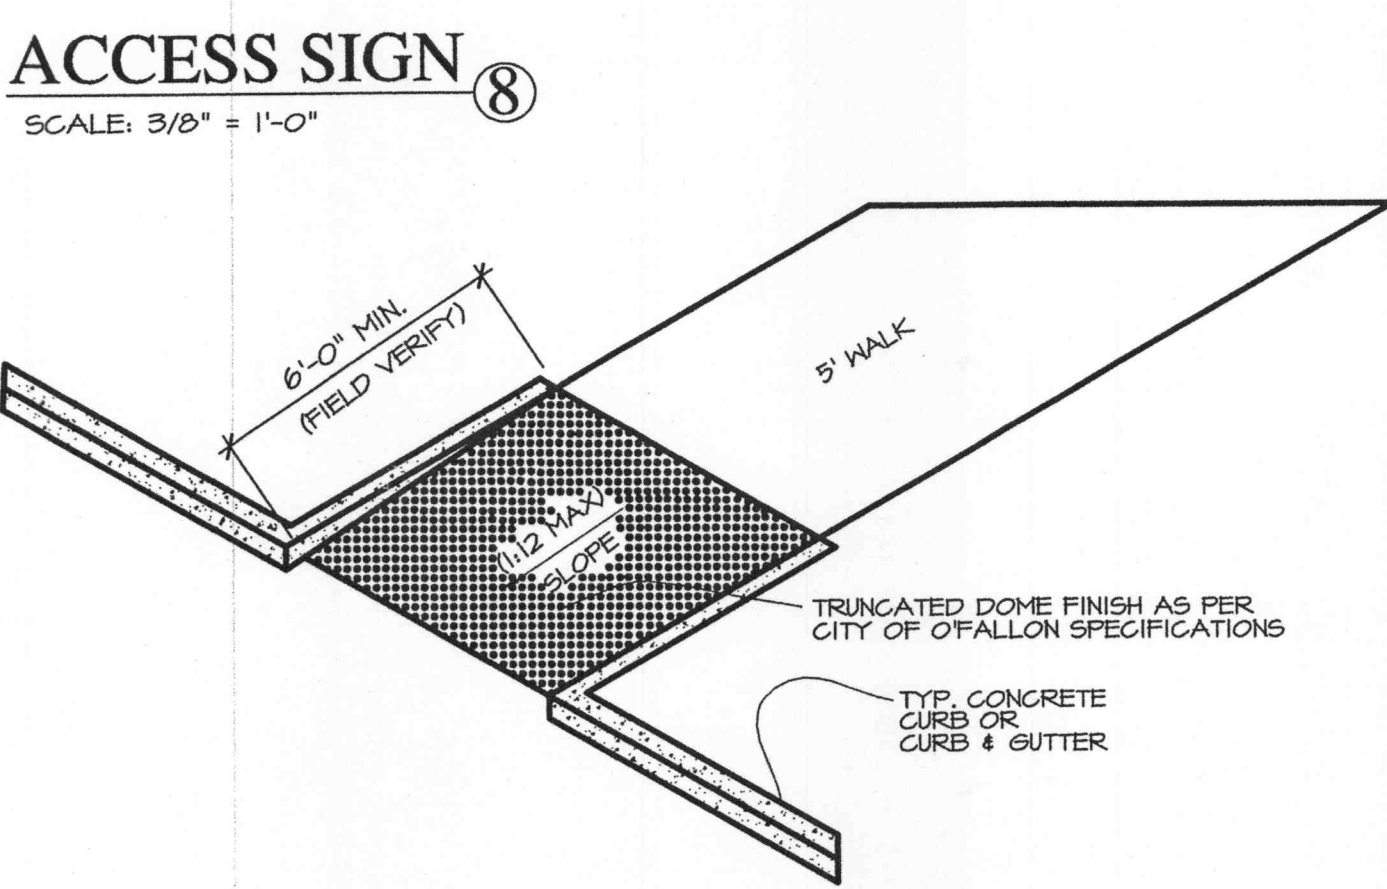 ACCESS SIGN 8
SCALE: 3/8" = 1'-0"
6'-0" MIN.
(FIELD VERIFY)
5' WALK
(1:12 MAX)
SLOPE
TRUNCATED DOME FINISH AS PER
CITY OF O'FALLON SPECIFICATIONS
TYP. CONCRETE
CURB OR
CURB & GUTTER